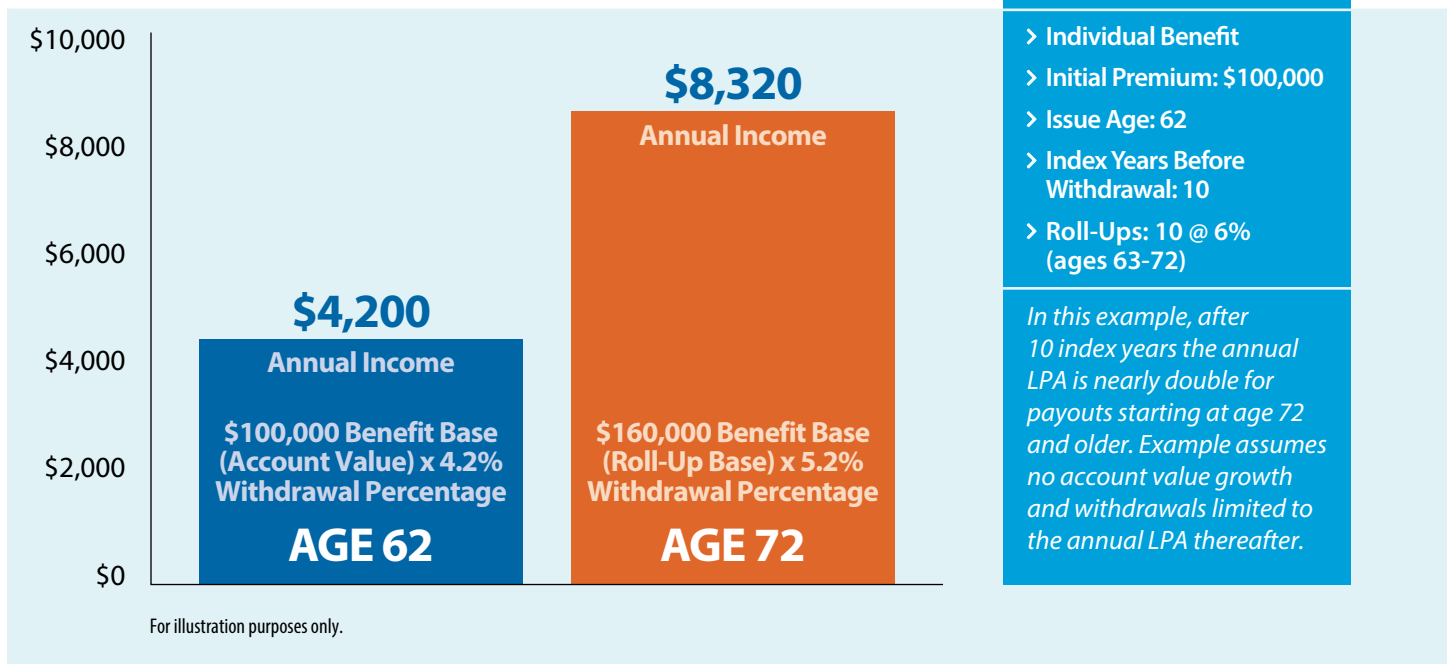 $10,000
$8,000
$6,000
$4,000
$2,000
$0
$4,200
Annual Income
$100,000 Benefit Base
(Account Value) x 4.2%
Withdrawal Percentage
AGE 62
$8,320
Annual Income
$160,000 Benefit Base
(Roll-Up Base) x 5.2%
Withdrawal Percentage
AGE 72
For illustration purposes only.
> Individual Benefit
> Initial Premium: $100,000
> Issue Age: 62
> Index Years Before
Withdrawal: 10
> Roll-Ups: 10 @ 6%
(ages 63-72)
In this example, after
10 index years the annual
LPA is nearly double for
payouts starting at age 72
and older. Example assumes
no account value growth
and withdrawals limited to
the annual LPA thereafter.